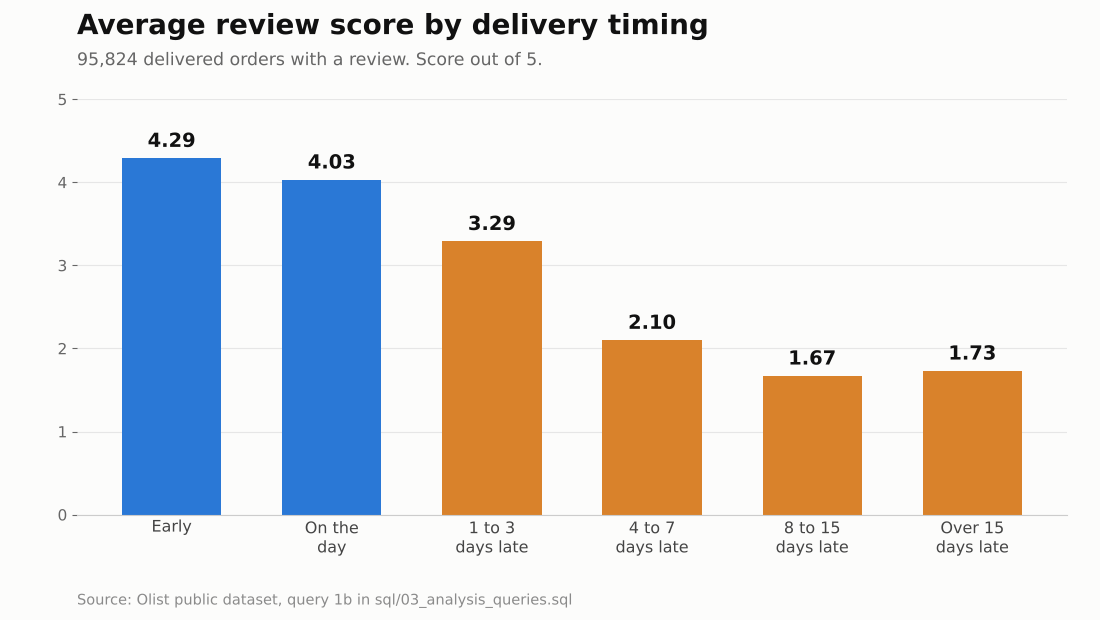 Average review score by delivery timing
95,824 delivered orders with a review. Score out of 5.
5
4
3
2
1
0
4.29
4.03
3.29
2.10
1.67
1.73
Early
On the
day
1 to 3
days late
4 to 7
days late
8 to 15
days late
Over 15
days late
Source: Olist public dataset, query 1b in sql/03_analysis_queries.sql